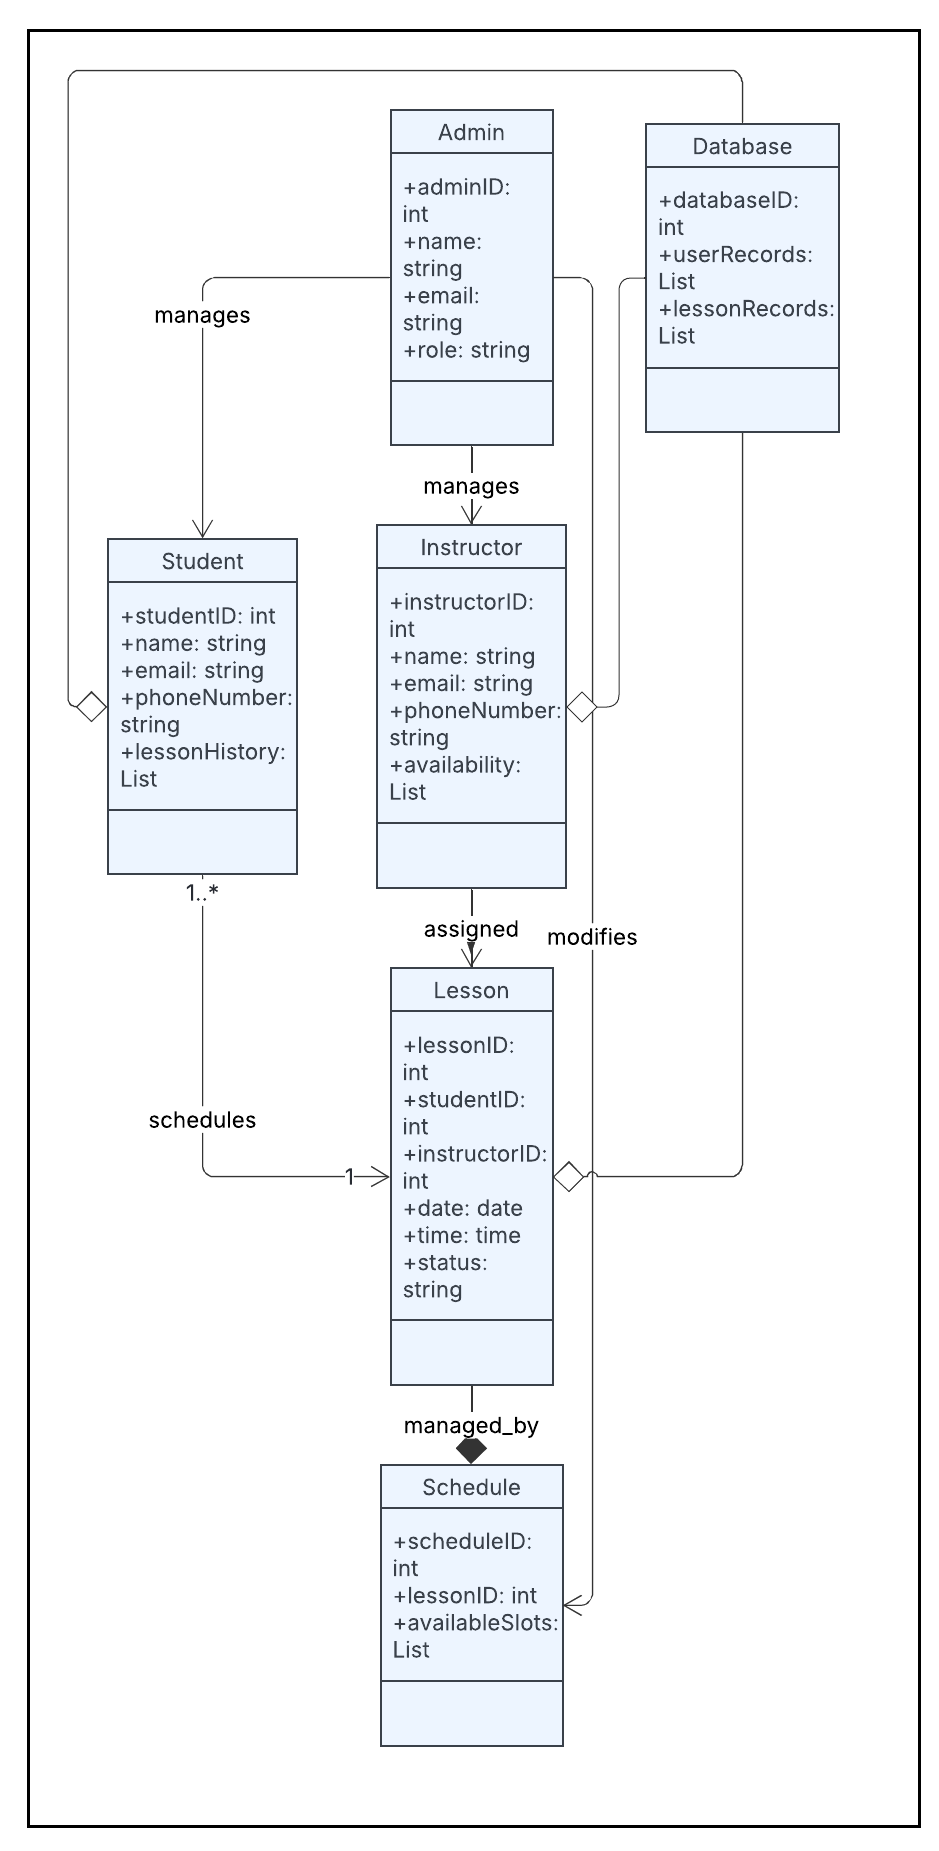 Admin
+adminID:
int
+name:
string
+email:
string
+role: string
Database
+databaseID:
int
+userRecords:
List
+lessonRecords:
List
manages
manages
Student
+studentID: int
+name: string
+email: string
+phoneNumber:
string
+lessonHistory:
List
Instructor
+instructorID:
int
+name: string
+email: string
+phoneNumber:
string
+availability:
List
1..*
assigned
modifies
schedules
1
Lesson
+lessonID:
int
+studentID:
int
+instructorID:
int
+date: date
+time: time
+status:
string
managed_by
Schedule
+scheduleID:
int
+lessonID: int
+availableSlots:
List